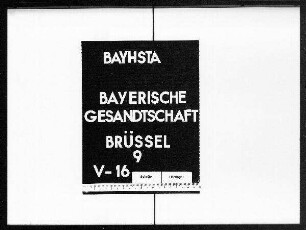 BAYHSTA
BAYERISCHE
GESANDTSCHAFT
BRÜSSEL
9
V-16